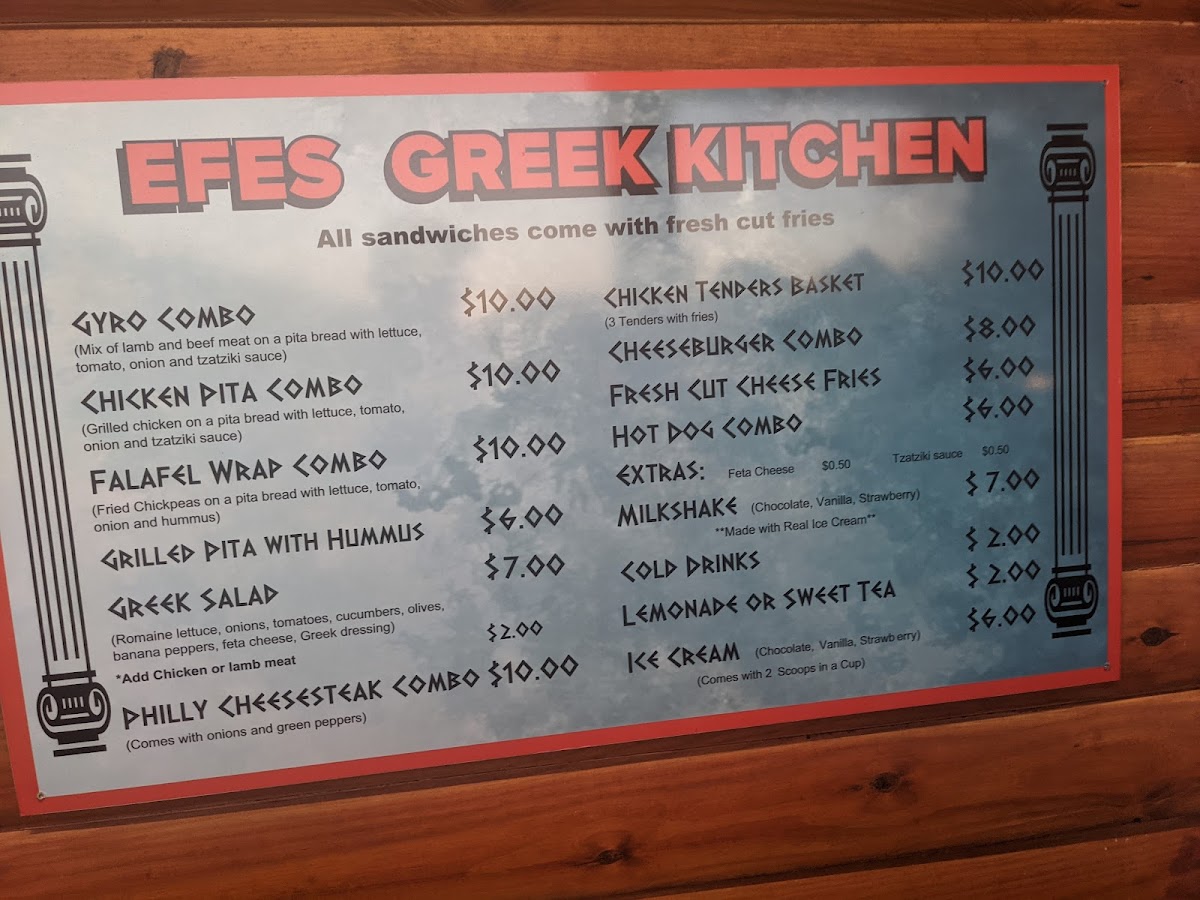 EFES GREEK KITCHEN
All sandwiches come with fresh cut fries
GYRO COMBO $10.00
(Mix of lamb and beef meat on a pita bread with lettuce,
tomato, onion and tzatziki sauce)
CHICKEN PITA COMBO $10.00
(Grilled chicken on a pita bread with lettuce, tomato,
onion and tzatziki sauce)
FALAFEL WRAP COMBO $10.00
(Fried Chickpeas on a pita bread with lettuce, tomato,
onion and hummus)
GRILLED PITA WITH HUMMUS $6.00
GREEK SALAD $7.00
(Romaine lettuce, onions, tomatoes, cucumbers, olives,
banana peppers, feta cheese, Greek dressing)
*Add Chicken or lamb meat $2.00
PHILLY CHEESESTEAK COMBO $10.00
(Comes with onions and green peppers)
CHICKEN TENDERS BASKET $10.00
(3 Tenders with fries)
CHEESEBURGER COMBO $8.00
FRESH CUT CHEESE FRIES $6.00
HOT DOG COMBO $6.00
EXTRAS: Feta Cheese $0.50 Tzatziki sauce $0.50
MILKSHAKE (Chocolate, Vanilla, Strawberry) $7.00
**Made with Real Ice Cream**
COLD DRINKS $2.00
LEMONADE OR SWEET TEA $2.00
ICE CREAM (Chocolate, Vanilla, Strawberry) $6.00
(Comes with 2 Scoops in a Cup)